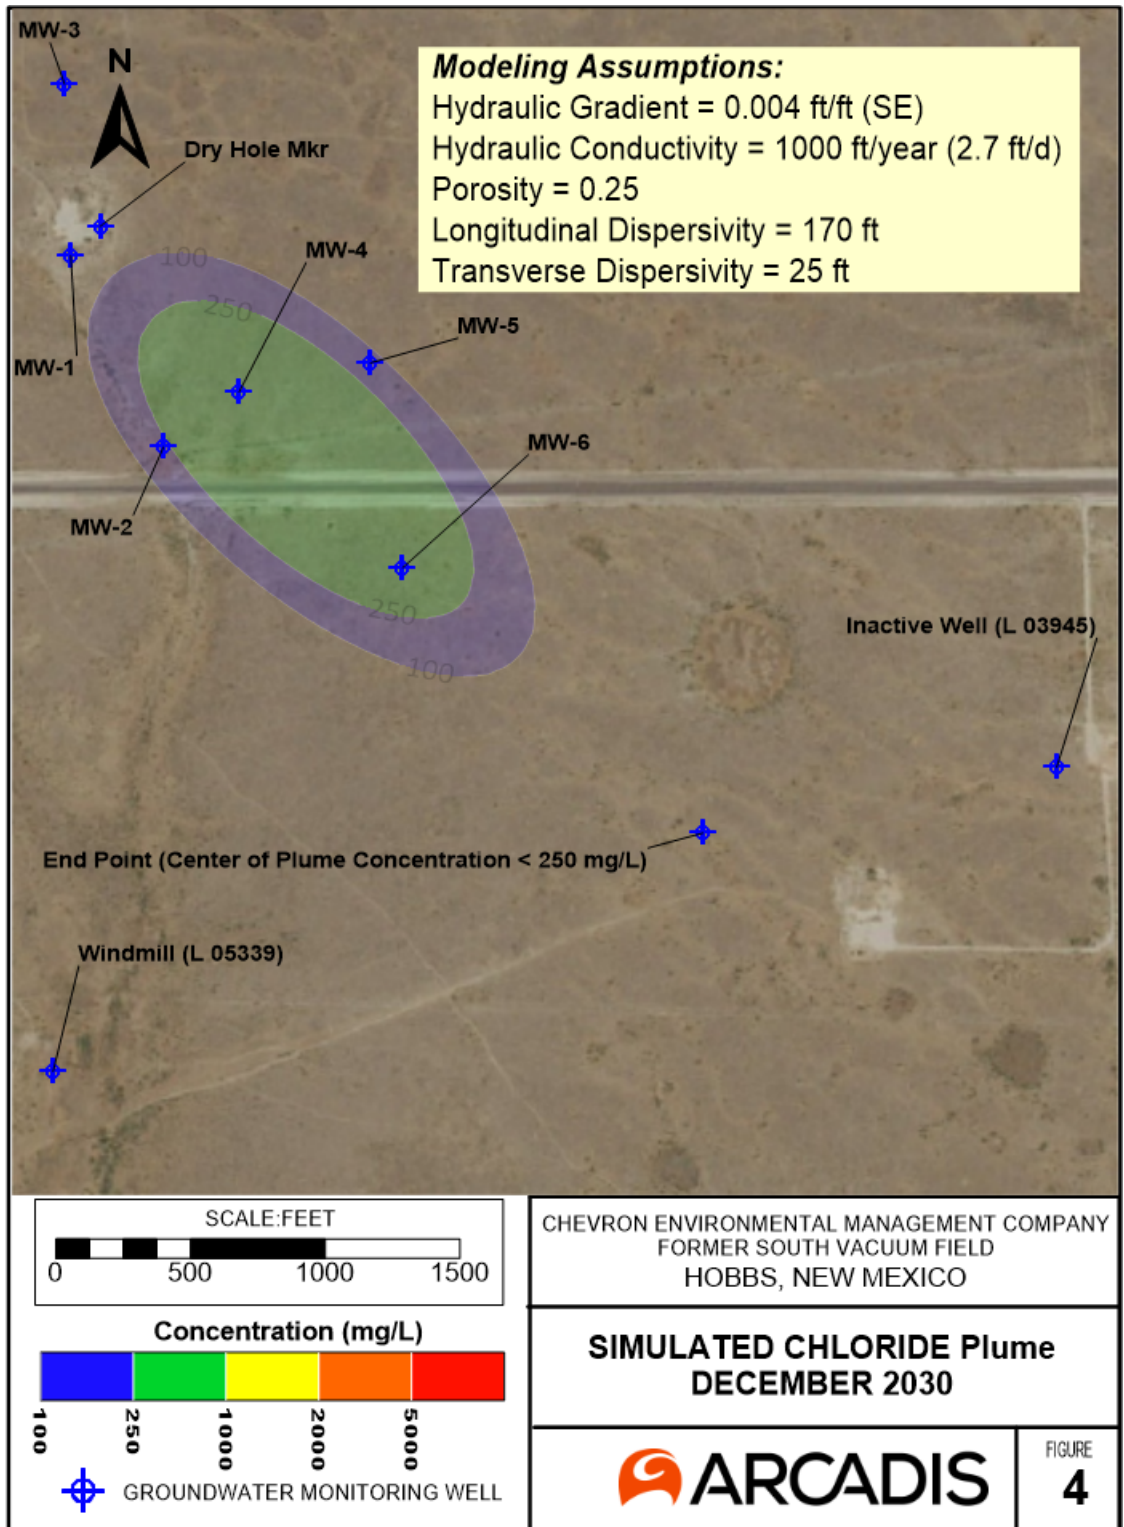 MW-3
N
Modeling Assumptions:
Hydraulic Gradient = 0.004 ft/ft (SE)
Hydraulic Conductivity = 1000 ft/year (2.7 ft/d)
Porosity = 0.25
Longitudinal Dispersivity = 170 ft
Transverse Dispersivity = 25 ft
Dry Hole Mkr
MW-4
100
250
MW-5
MW-1
MW-6
MW-2
250
100
Inactive Well (L 03945)
End Point (Center of Plume Concentration < 250 mg/L)
Windmill (L 05339)
SCALE:FEET
0 500 1000 1500
Concentration (mg/L)
100 250 1000 2000 5000
GROUNDWATER MONITORING WELL
CHEVRON ENVIRONMENTAL MANAGEMENT COMPANY
FORMER SOUTH VACUUM FIELD
HOBBS, NEW MEXICO
SIMULATED CHLORIDE Plume
DECEMBER 2030
ARCADIS
FIGURE
4